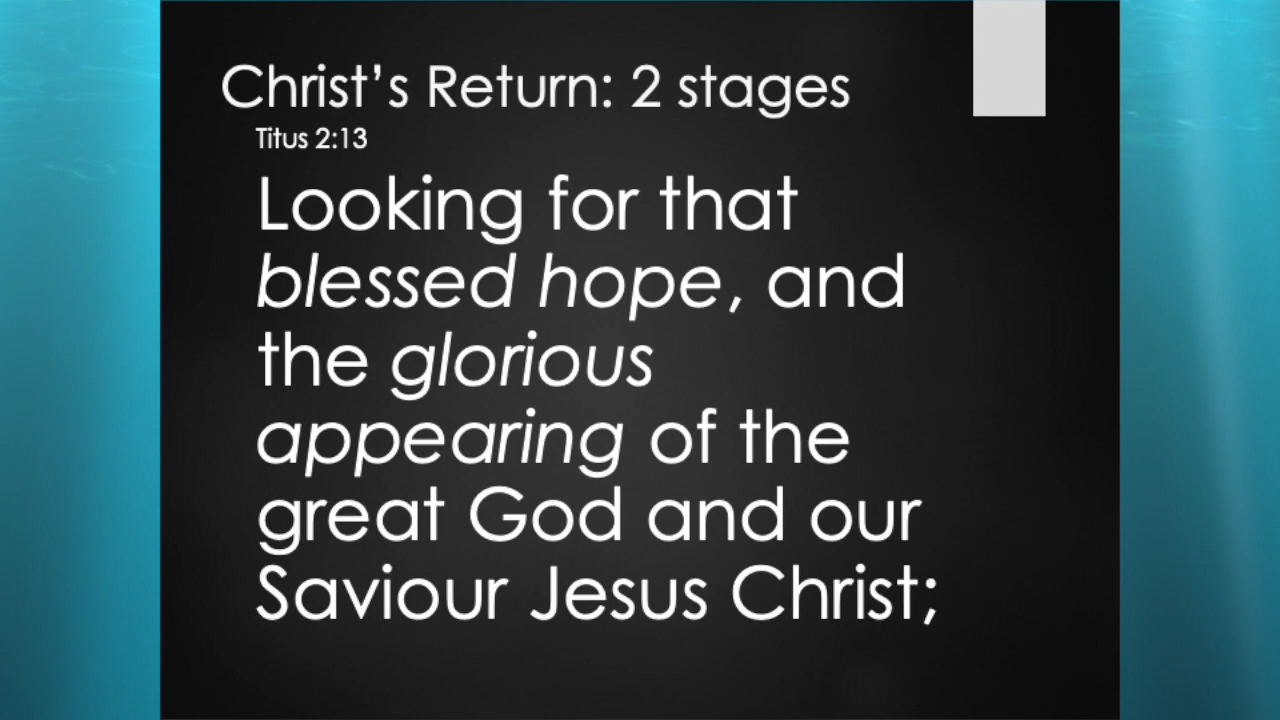 Christ’s Return: 2 stages
Titus 2:13
Looking for that
blessed hope, and
the glorious
appearing of the
great God and our
Saviour Jesus Christ;